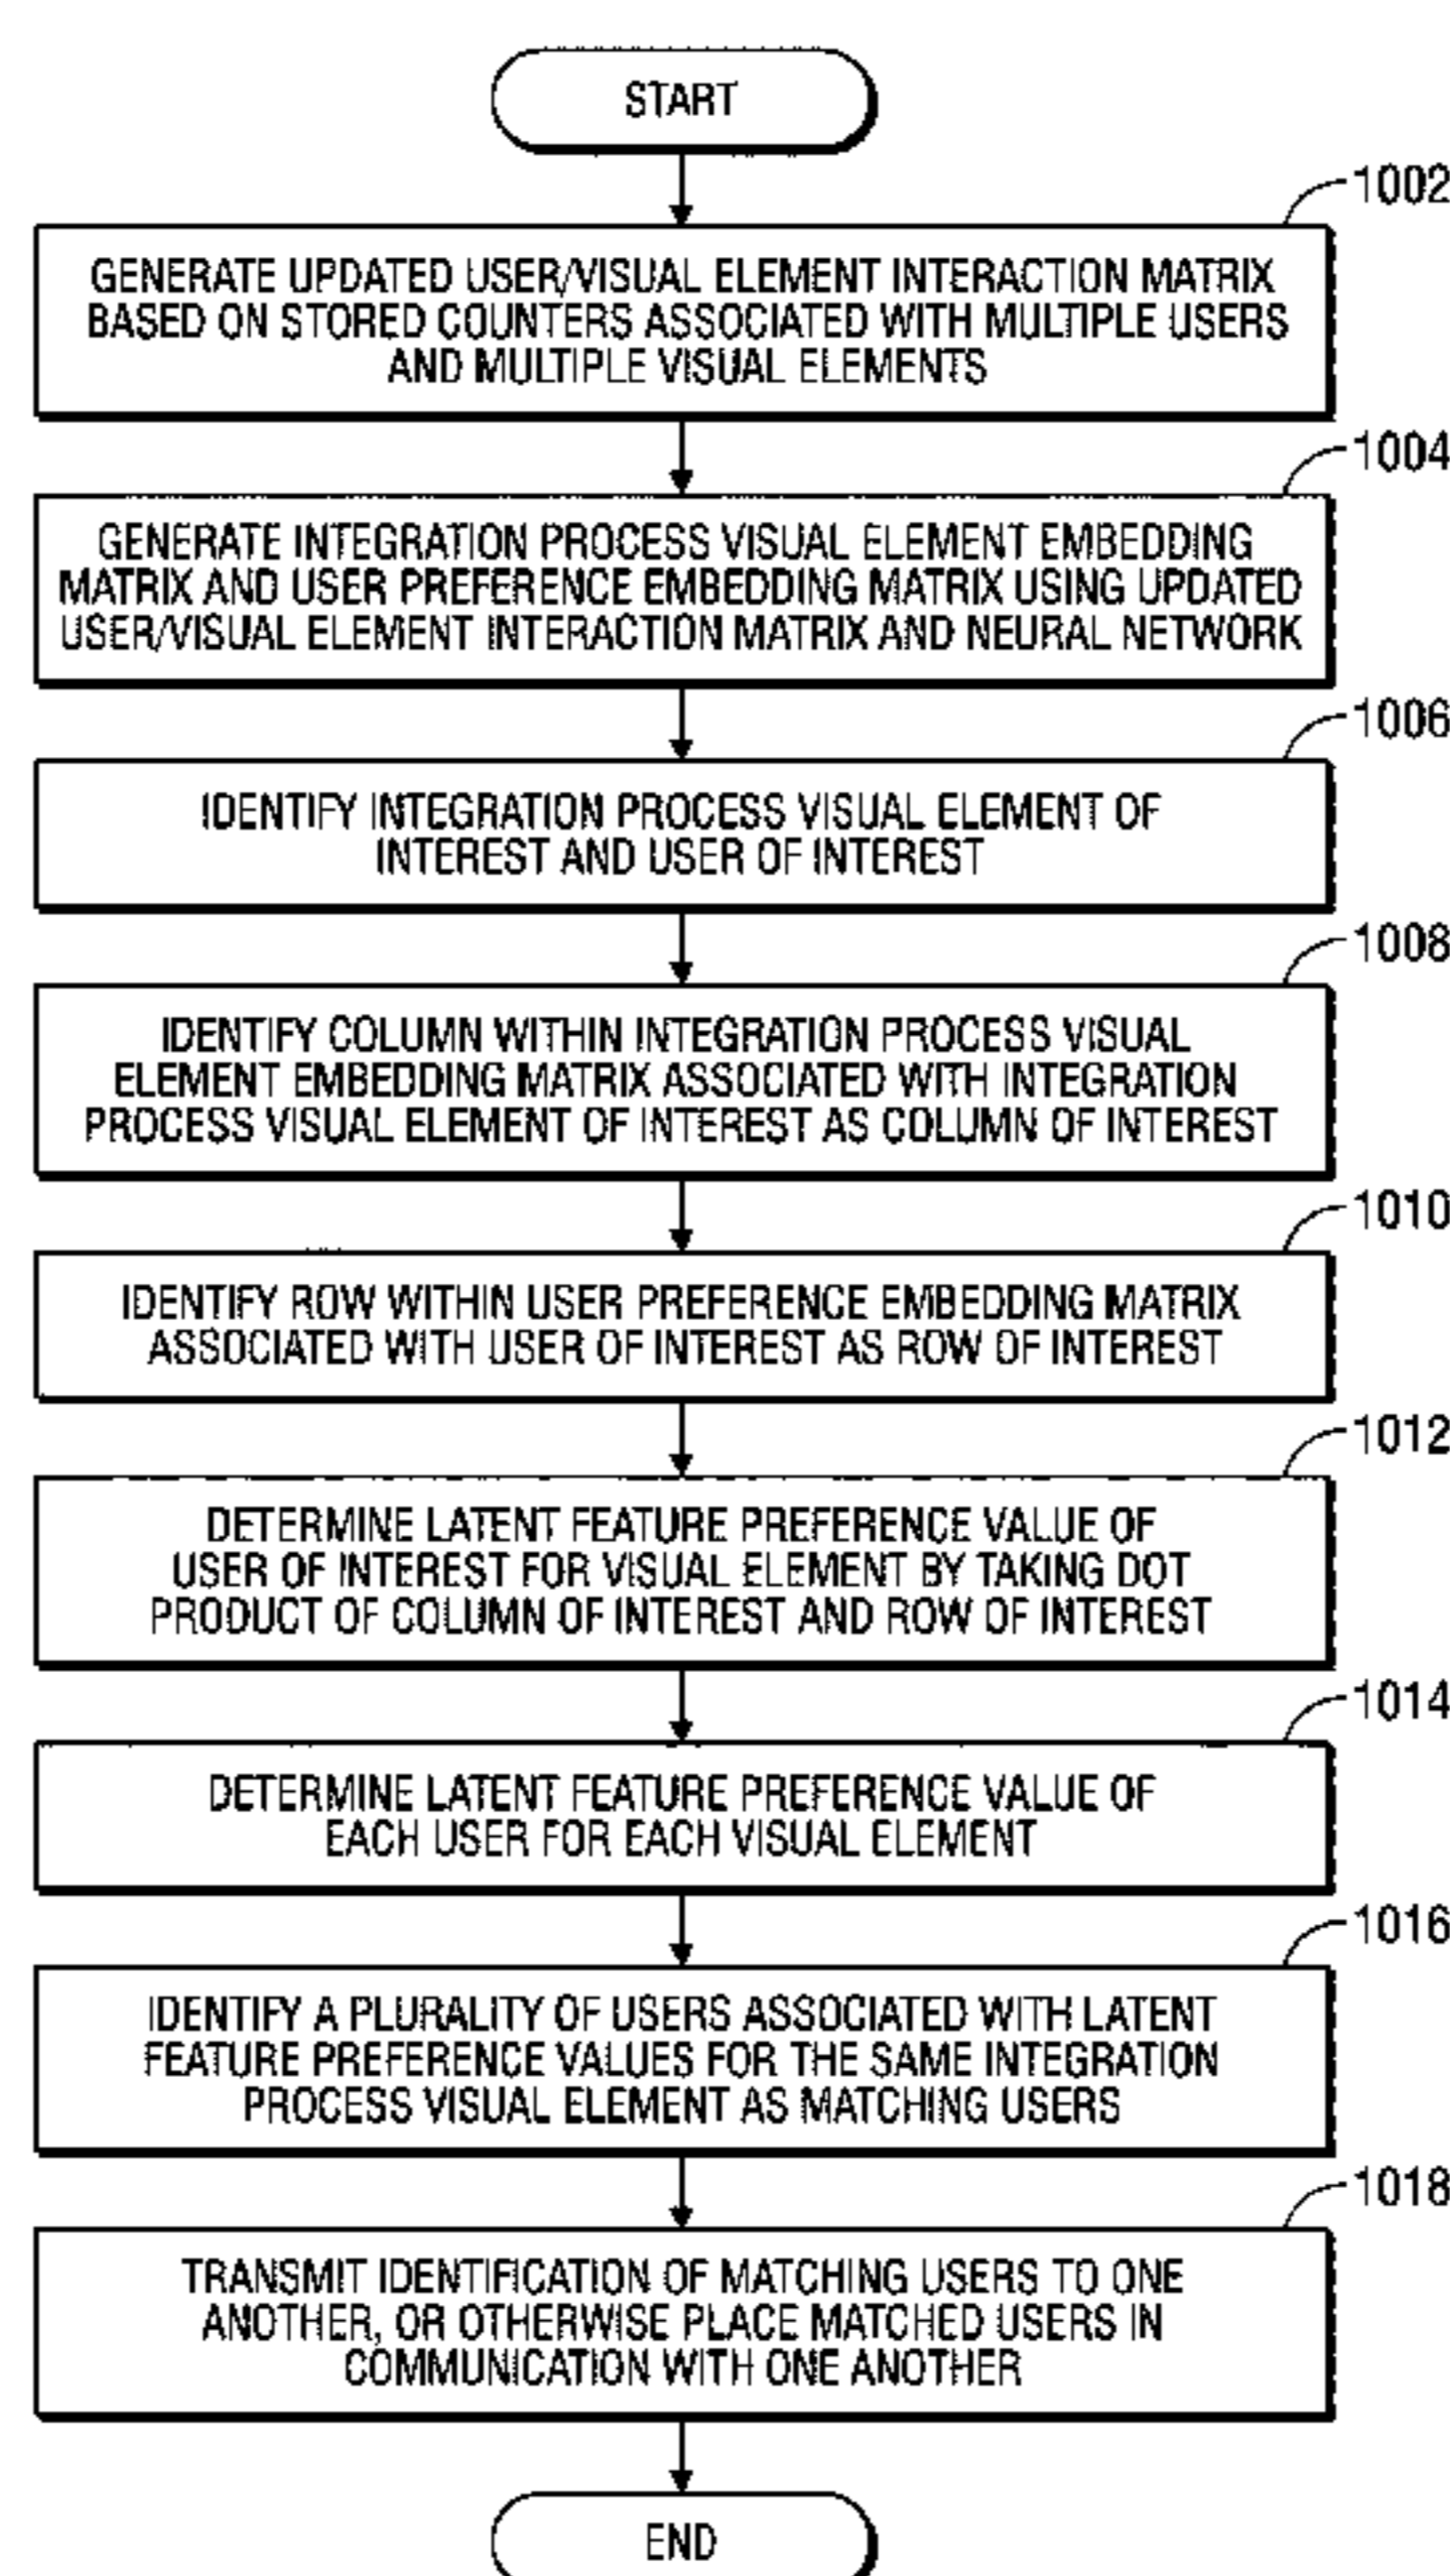 START
1002
GENERATE UPDATED USER/VISUAL ELEMENT INTERACTION MATRIX
BASED ON STORED COUNTERS ASSOCIATED WITH MULTIPLE USERS
AND MULTIPLE VISUAL ELEMENTS
1004
GENERATE INTEGRATION PROCESS VISUAL ELEMENT EMBEDDING
MATRIX AND USER PREFERENCE EMBEDDING MATRIX USING UPDATED
USER/VISUAL ELEMENT INTERACTION MATRIX AND NEURAL NETWORK
1006
IDENTIFY INTEGRATION PROCESS VISUAL ELEMENT OF
INTEREST AND USER OF INTEREST
1008
IDENTIFY COLUMN WITHIN INTEGRATION PROCESS VISUAL
ELEMENT EMBEDDING MATRIX ASSOCIATED WITH INTEGRATION
PROCESS VISUAL ELEMENT OF INTEREST AS COLUMN OF INTEREST
1010
IDENTIFY ROW WITHIN USER PREFERENCE EMBEDDING MATRIX
ASSOCIATED WITH USER OF INTEREST AS ROW OF INTEREST
1012
DETERMINE LATENT FEATURE PREFERENCE VALUE OF
USER OF INTEREST FOR VISUAL ELEMENT BY TAKING DOT
PRODUCT OF COLUMN OF INTEREST AND ROW OF INTEREST
1014
DETERMINE LATENT FEATURE PREFERENCE VALUE OF
EACH USER FOR EACH VISUAL ELEMENT
1016
IDENTIFY A PLURALITY OF USERS ASSOCIATED WITH LATENT
FEATURE PREFERENCE VALUES FOR THE SAME INTEGRATION
PROCESS VISUAL ELEMENT AS MATCHING USERS
1018
TRANSMIT IDENTIFICATION OF MATCHING USERS TO ONE
ANOTHER, OR OTHERWISE PLACE MATCHED USERS IN
COMMUNICATION WITH ONE ANOTHER
END